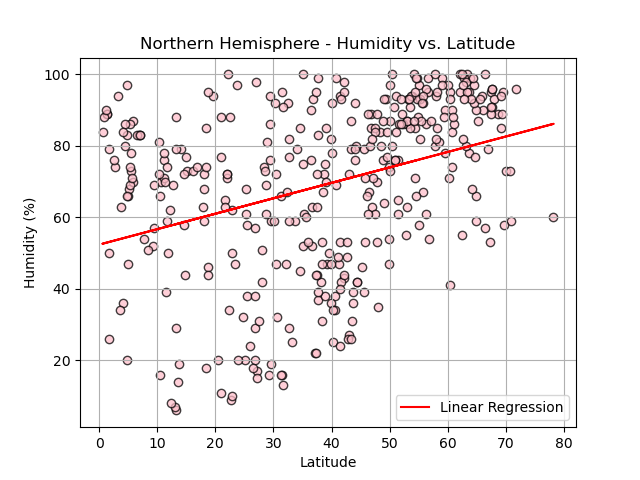 Northern Hemisphere - Humidity vs. Latitude
100
80
60
40
20
Humidity (%)
0 10 20 30 40 50 60 70 80
Latitude
Linear Regression